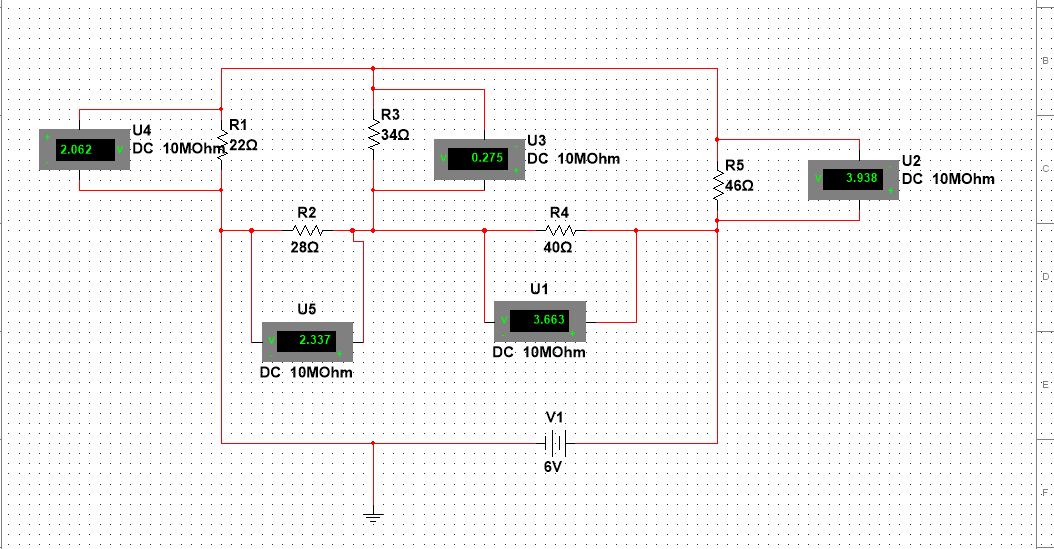 B
U4
DC 10MOhm
2.062 V
R1
22Ω
R3
34Ω
U3
DC 10MOhm
V 0.275
C
R5
46Ω
U2
DC 10MOhm
V 3.938
R2
28Ω
R4
40Ω
D
U5
V 2.337
DC 10MOhm
U1
V 3.663
DC 10MOhm
E
V1
6V
F